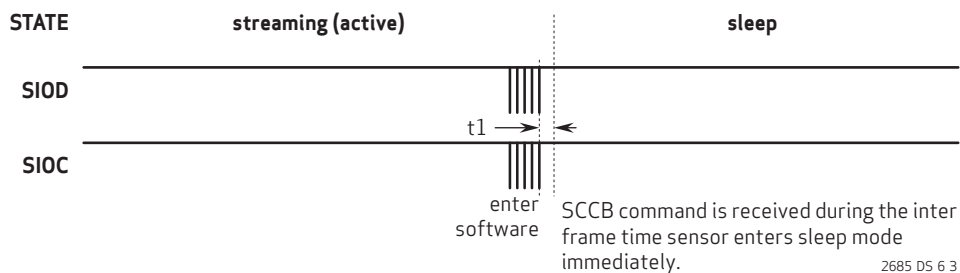 STATE
streaming (active)
sleep
SIOD
t1
SIOC
enter
software
SCCB command is received during the inter
frame time sensor enters sleep mode
immediately.
2685 DS 6 3